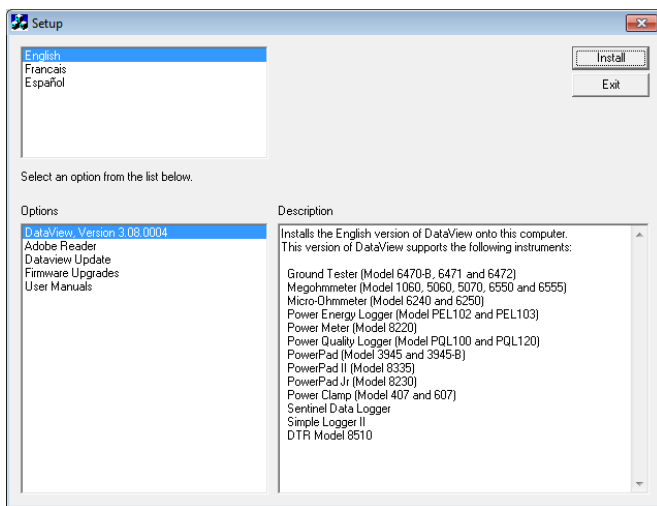 Setup
English
Francais
Español
Install
Exit
Select an option from the list below.
Options
DataView, Version 3.08.0004
Adobe Reader
Dataview Update
Firmware Upgrades
User Manuals
Description
Installs the English version of DataView onto this computer.
This version of DataView supports the following instruments:
Ground Tester (Model 6470-B, 6471 and 6472)
Megohmmeter (Model 1060, 5060, 5070, 6550 and 6555)
Micro-Ohmmeter (Model 6240 and 6250)
Power Energy Logger (Model PEL102 and PEL103)
Power Meter (Model 8220)
Power Quality Logger (Model PQL100 and PQL120)
PowerPad (Model 3945 and 3945-B)
PowerPad II (Model 8335)
PowerPad Jr (Model 8230)
Power Clamp (Model 407 and 607)
Sentinel Data Logger
Simple Logger II
DTR Model 8510